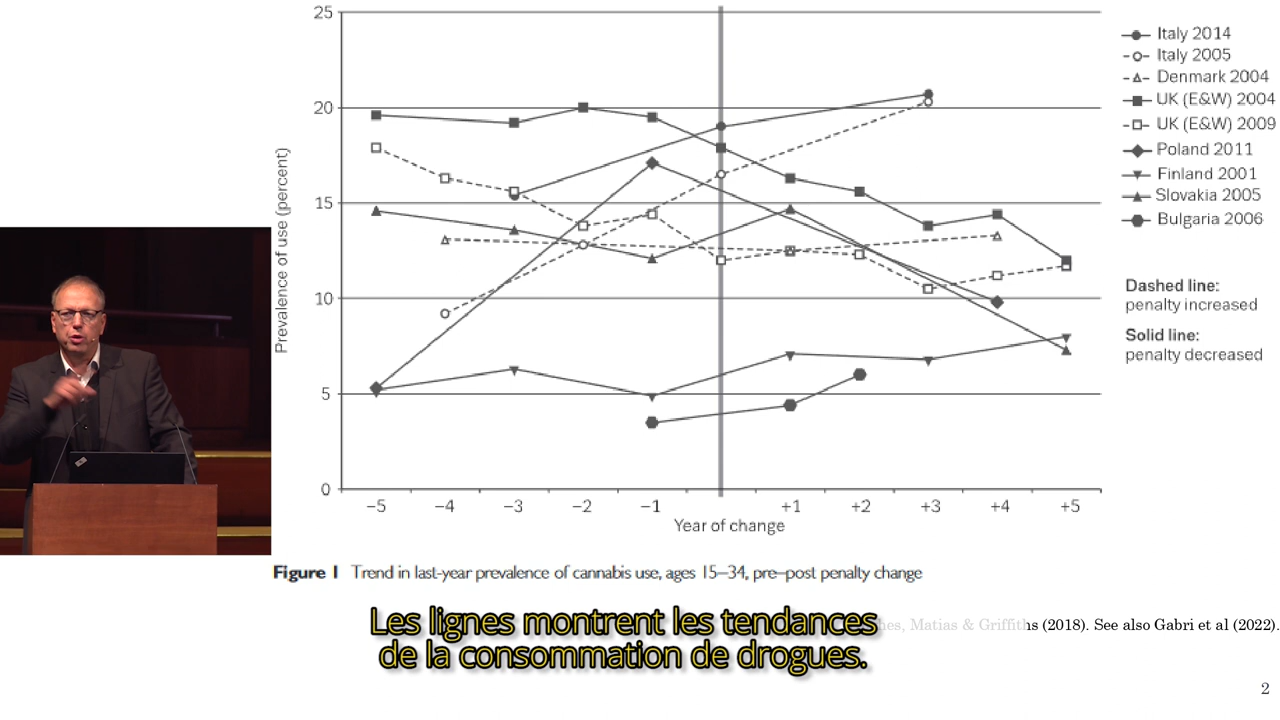 25
20
15
10
5
0
Prevalence of use (percent)
−5
−4
−3
−2
−1
+1
+2
+3
+4
+5
Year of change
Italy 2014
Italy 2005
Denmark 2004
UK (E&W) 2004
UK (E&W) 2009
Poland 2011
Finland 2001
Slovakia 2005
Bulgaria 2006
Dashed line:
penalty increased
Solid line:
penalty decreased
Figure 1 Trend in last-year prevalence of cannabis use, ages 15–34, pre–post penalty change
Matias & Griffiths (2018). See also Gabri et al (2022).
Les lignes montrent les tendances
de la consommation de drogues.
2